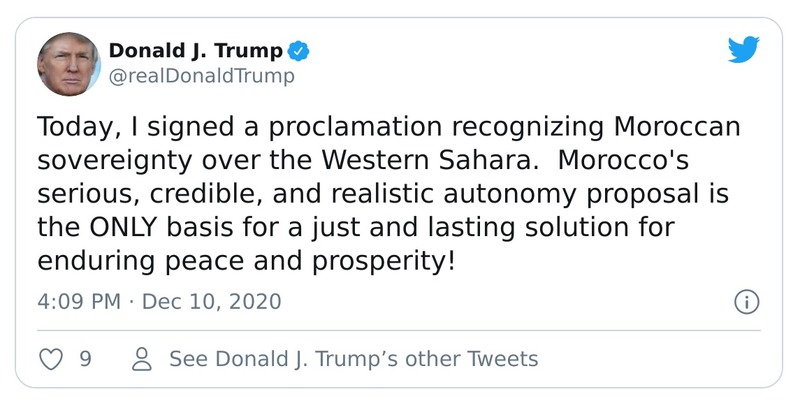 Donald J. Trump
@realDonaldTrump
Today, I signed a proclamation recognizing Moroccan
sovereignty over the Western Sahara.  Morocco's
serious, credible, and realistic autonomy proposal is
the ONLY basis for a just and lasting solution for
enduring peace and prosperity!
4:09 PM · Dec 10, 2020
9 See Donald J. Trump’s other Tweets